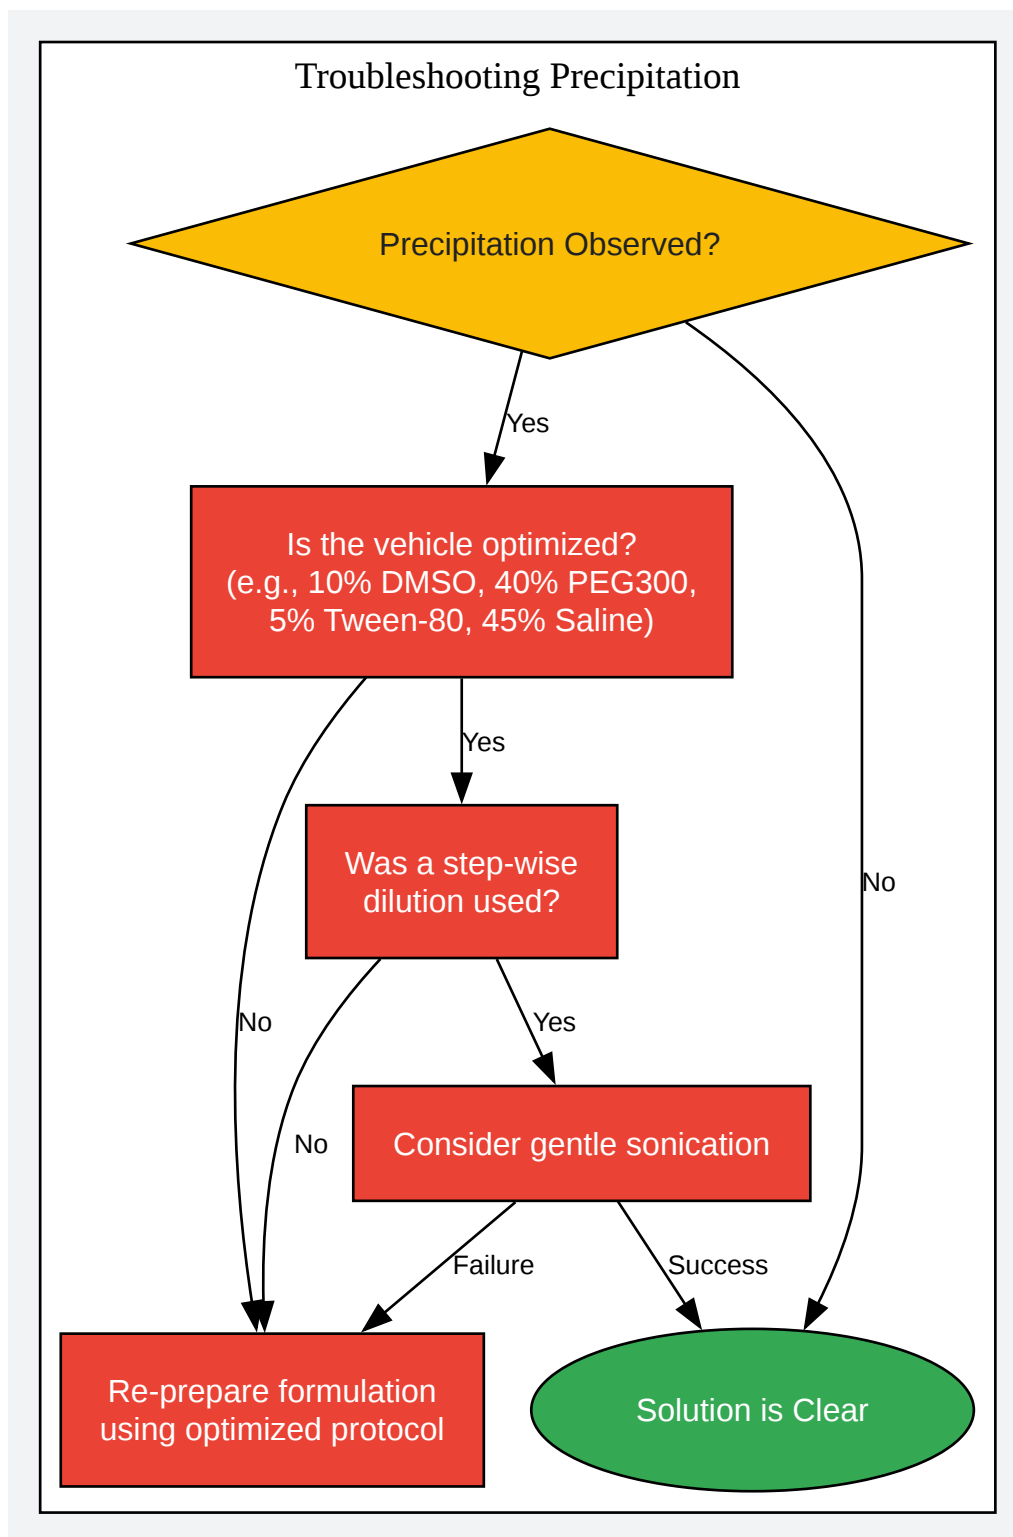 Troubleshooting Precipitation
Precipitation Observed?
Yes
Is the vehicle optimized?
(e.g., 10% DMSO, 40% PEG300,
5% Tween-80, 45% Saline)
Yes
Was a step-wise
dilution used?
No
No
Yes
No
Consider gentle sonication
Failure
Success
Re-prepare formulation
using optimized protocol
Solution is Clear